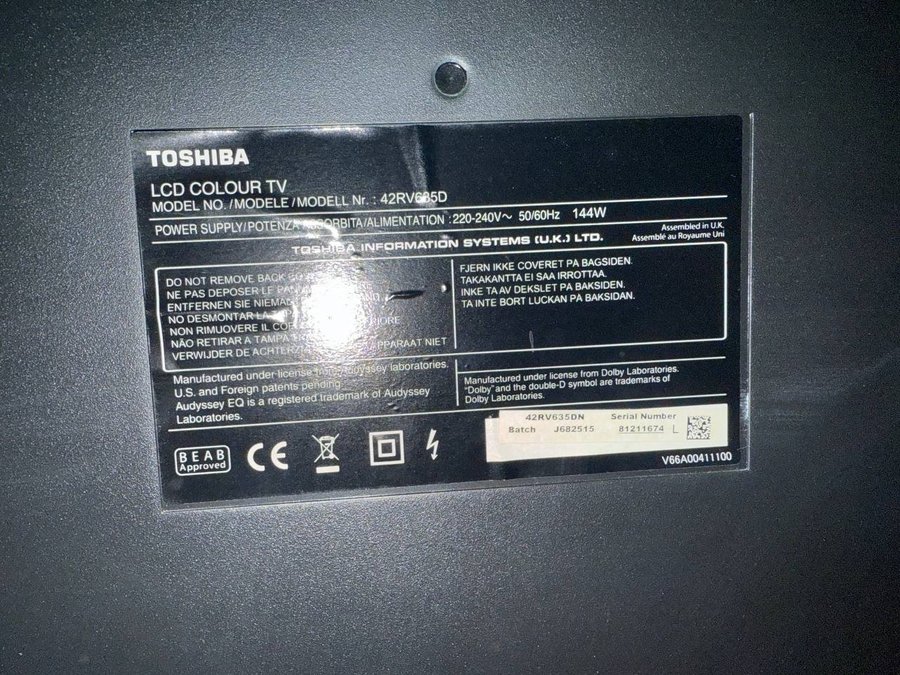 TOSHIBA
LCD COLOUR TV
MODEL NO./MODELE/MODELL Nr. : 42RV635D
POWER SUPPLY/POTENZA ASSORBITA/ALIMENTATION :220-240V~ 50/60Hz 144W
Assembled in U.K.
Assemblé au Royaume Uni
TOSHIBA INFORMATION SYSTEMS (U.K.) LTD.
DO NOT REMOVE BACK
NE PAS DEPOSER LE
ENTFERNEN SIE
NO DESMONTAR LA
NON RIMUOVERE IL
NÃO RETIRAR A
VERWIJDER DE APPARAAT NIET
FJERN IKKE COVERET PA BAGSIDEN.
TAKAKANTTA EI SAA IRROTTAA.
INKE TA AV DEKSLET PA BAKSIDEN.
TA INTE BORT LUCKAN PA BAKSIDAN.
Manufactured under license from Audyssey laboratories.
U.S. and Foreign patents pending.
Audyssey EQ is a registered trademark of Audyssey
Laboratories.
Manufactured under license from Dolby Laboratories.
"Dolby" and the double-D symbol are trademarks of
Dolby Laboratories.
42RV635DN Serial Number
Batch J682515 81211674 L
BEAB
Approved
CE
V66A00411100